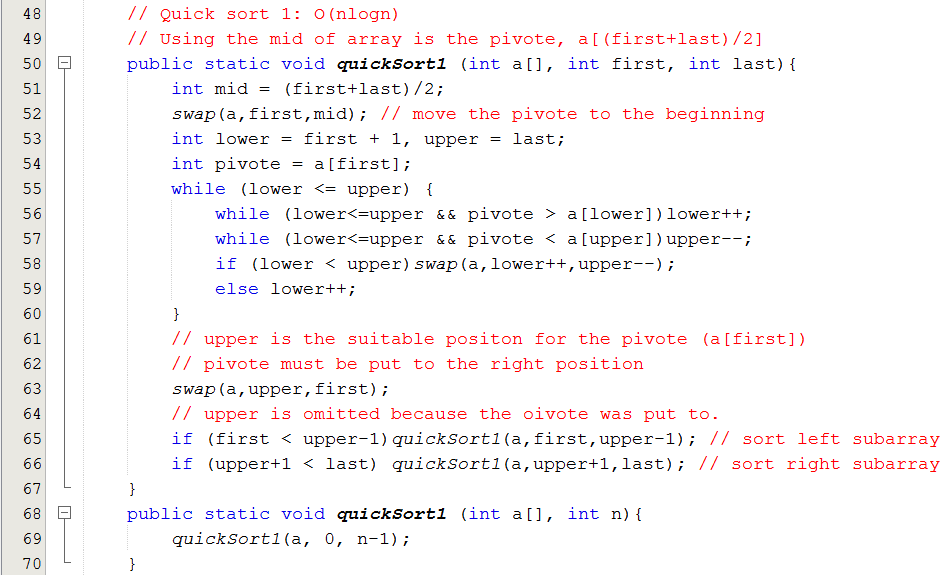 48 // Quick sort 1: O(nlogn)
49 // Using the mid of array is the pivote, a[(first+last)/2]
50 public static void quickSort1 (int a[], int first, int last){
51 int mid = (first+last)/2;
52 swap(a,first,mid); // move the pivote to the beginning
53 int lower = first + 1, upper = last;
54 int pivote = a[first];
55 while (lower <= upper) {
56 while (lower<=upper && pivote > a[lower])lower++;
57 while (lower<=upper && pivote < a[upper])upper--;
58 if (lower < upper)swap(a,lower++,upper--);
59 else lower++;
60 }
61 // upper is the suitable positon for the pivote (a[first])
62 // pivote must be put to the right position
63 swap(a,upper,first);
64 // upper is omitted because the oivote was put to.
65 if (first < upper-1)quickSort1(a,first,upper-1); // sort left subarray
66 if (upper+1 < last) quickSort1(a,upper+1,last); // sort right subarray
67 }
68 public static void quickSort1 (int a[], int n){
69 quickSort1(a, 0, n-1);
70 }